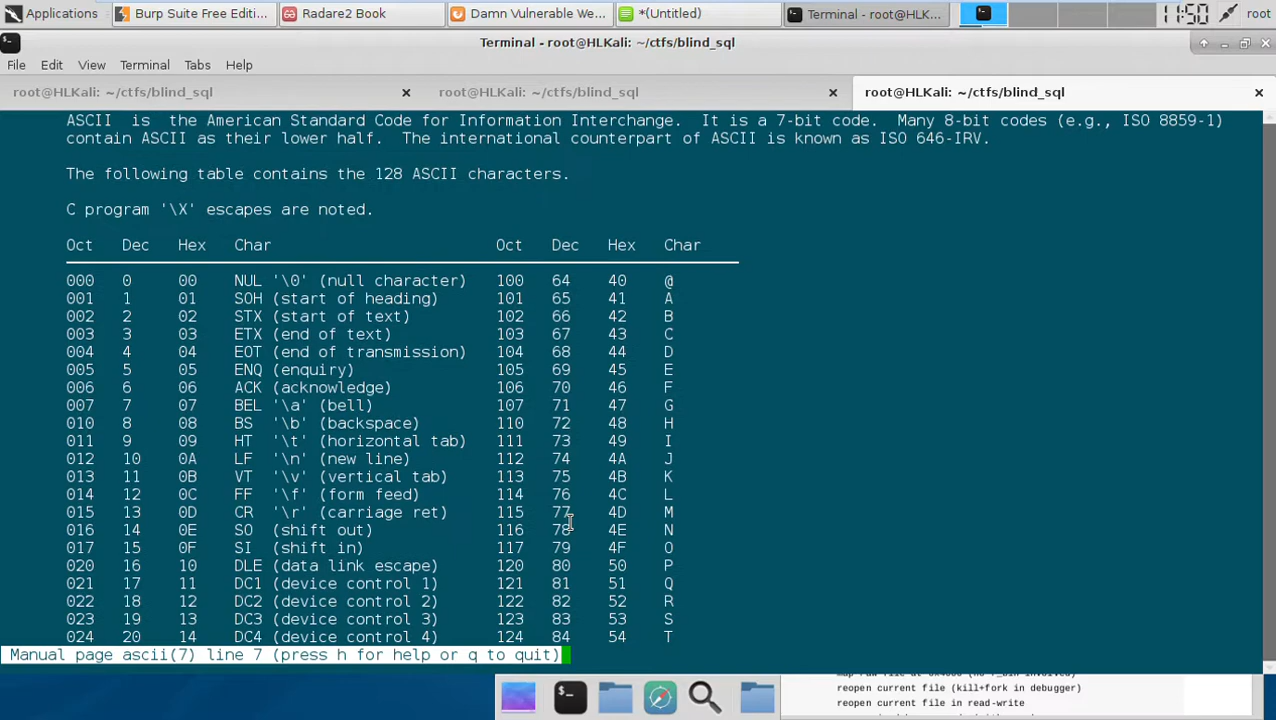 Applications Burp Suite Free Editi... Radare2 Book Damn Vulnerable We... *(Untitled) Terminal - root@HLK... 11:50 root
Terminal - root@HLKali: ~/ctfs/blind_sql
File Edit View Terminal Tabs Help
root@HLKali: ~/ctfs/blind_sql root@HLKali: ~/ctfs/blind_sql root@HLKali: ~/ctfs/blind_sql
ASCII is the American Standard Code for Information Interchange. It is a 7-bit code. Many 8-bit codes (e.g., ISO 8859-1)
contain ASCII as their lower half. The international counterpart of ASCII is known as ISO 646-IRV.
The following table contains the 128 ASCII characters.
C program '\X' escapes are noted.
Oct Dec Hex Char Oct Dec Hex Char
000 0 00 NUL '\0' (null character) 100 64 40 @
001 1 01 SOH (start of heading) 101 65 41 A
002 2 02 STX (start of text) 102 66 42 B
003 3 03 ETX (end of text) 103 67 43 C
004 4 04 EOT (end of transmission) 104 68 44 D
005 5 05 ENQ (enquiry) 105 69 45 E
006 6 06 ACK (acknowledge) 106 70 46 F
007 7 07 BEL '\a' (bell) 107 71 47 G
010 8 08 BS '\b' (backspace) 110 72 48 H
011 9 09 HT '\t' (horizontal tab) 111 73 49 I
012 10 0A LF '\n' (new line) 112 74 4A J
013 11 0B VT '\v' (vertical tab) 113 75 4B K
014 12 0C FF '\f' (form feed) 114 76 4C L
015 13 0D CR '\r' (carriage ret) 115 77 4D M
016 14 0E SO (shift out) 116 78 4E N
017 15 0F SI (shift in) 117 79 4F O
020 16 10 DLE (data link escape) 120 80 50 P
021 17 11 DC1 (device control 1) 121 81 51 Q
022 18 12 DC2 (device control 2) 122 82 52 R
023 19 13 DC3 (device control 3) 123 83 53 S
024 20 14 DC4 (device control 4) 124 84 54 T
Manual page ascii(7) line 7 (press h for help or q to quit)
reopen current file (kill+fork in debugger)
reopen current file in read-write